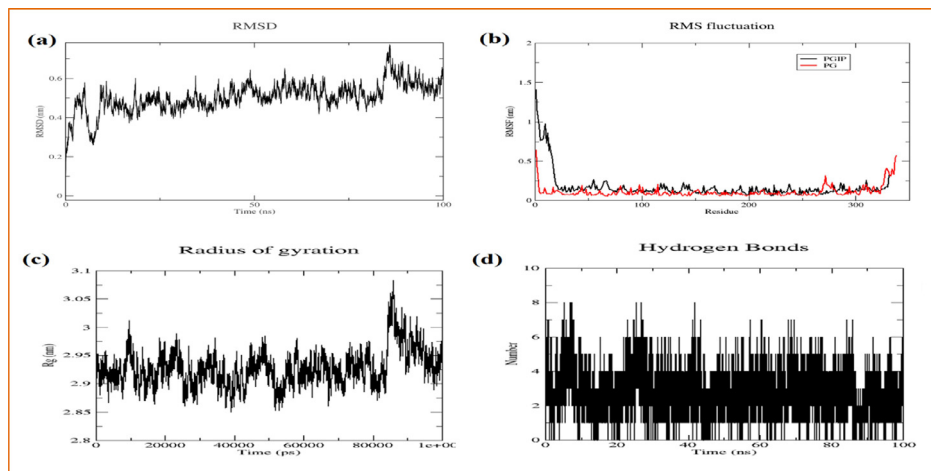 (a)
RMSD
RMSD (nm)
0.6
0.4
0.2
0
0
50
100
Time (ns)
(b)
RMS fluctuation
PGIP
PG
RMSF (nm)
2
1.5
1
0.5
0
0
100
200
300
Residue
(c)
Radius of gyration
Rg (nm)
3.1
3.05
3
2.95
2.9
2.85
2.8
0
20000
40000
60000
80000
1e+00
Time (ps)
(d)
Hydrogen Bonds
Number
10
8
6
4
2
0
0
20
40
60
80
100
Time (ns)